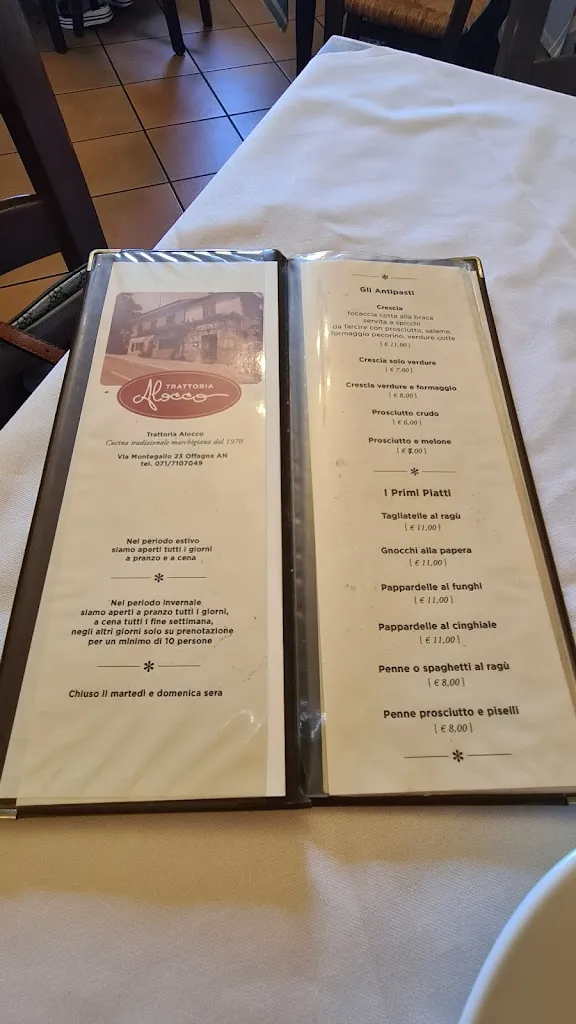 TRATTORIA
Alocco
Trattoria Alocco
Cucina tradizionale marchigiana dal 1970
Via Montegallo 23 Offagna AN
tel. 071/7107049
Nel periodo estivo
siamo aperti tutti i giorni
a pranzo e a cena
Nel periodo invernale
siamo aperti a pranzo tutti i giorni,
a cena tutti i fine settimana,
negli altri giorni solo su prenotazione
per un minimo di 10 persone
Chiuso il martedì e domenica sera
Gli Antipasti
Crescia
focaccia cotta alla brace
servita a spicchi
da farcire con prosciutto, salame,
formaggio pecorino, verdure cotte
[ € 11,00 ]
Crescia solo verdure
[ € 7,00 ]
Crescia verdure e formaggio
[ € 8,00 ]
Prosciutto crudo
[ € 6,00 ]
Prosciutto e melone
I Primi Piatti
Tagliatelle al ragù
[ € 11,00 ]
Gnocchi alla papera
[ € 11,00 ]
Pappardelle ai funghi
[ € 11,00 ]
Pappardelle al cinghiale
[ € 11,00 ]
Penne o spaghetti al ragù
[ € 8,00 ]
Penne prosciutto e piselli
[ € 8,00 ]